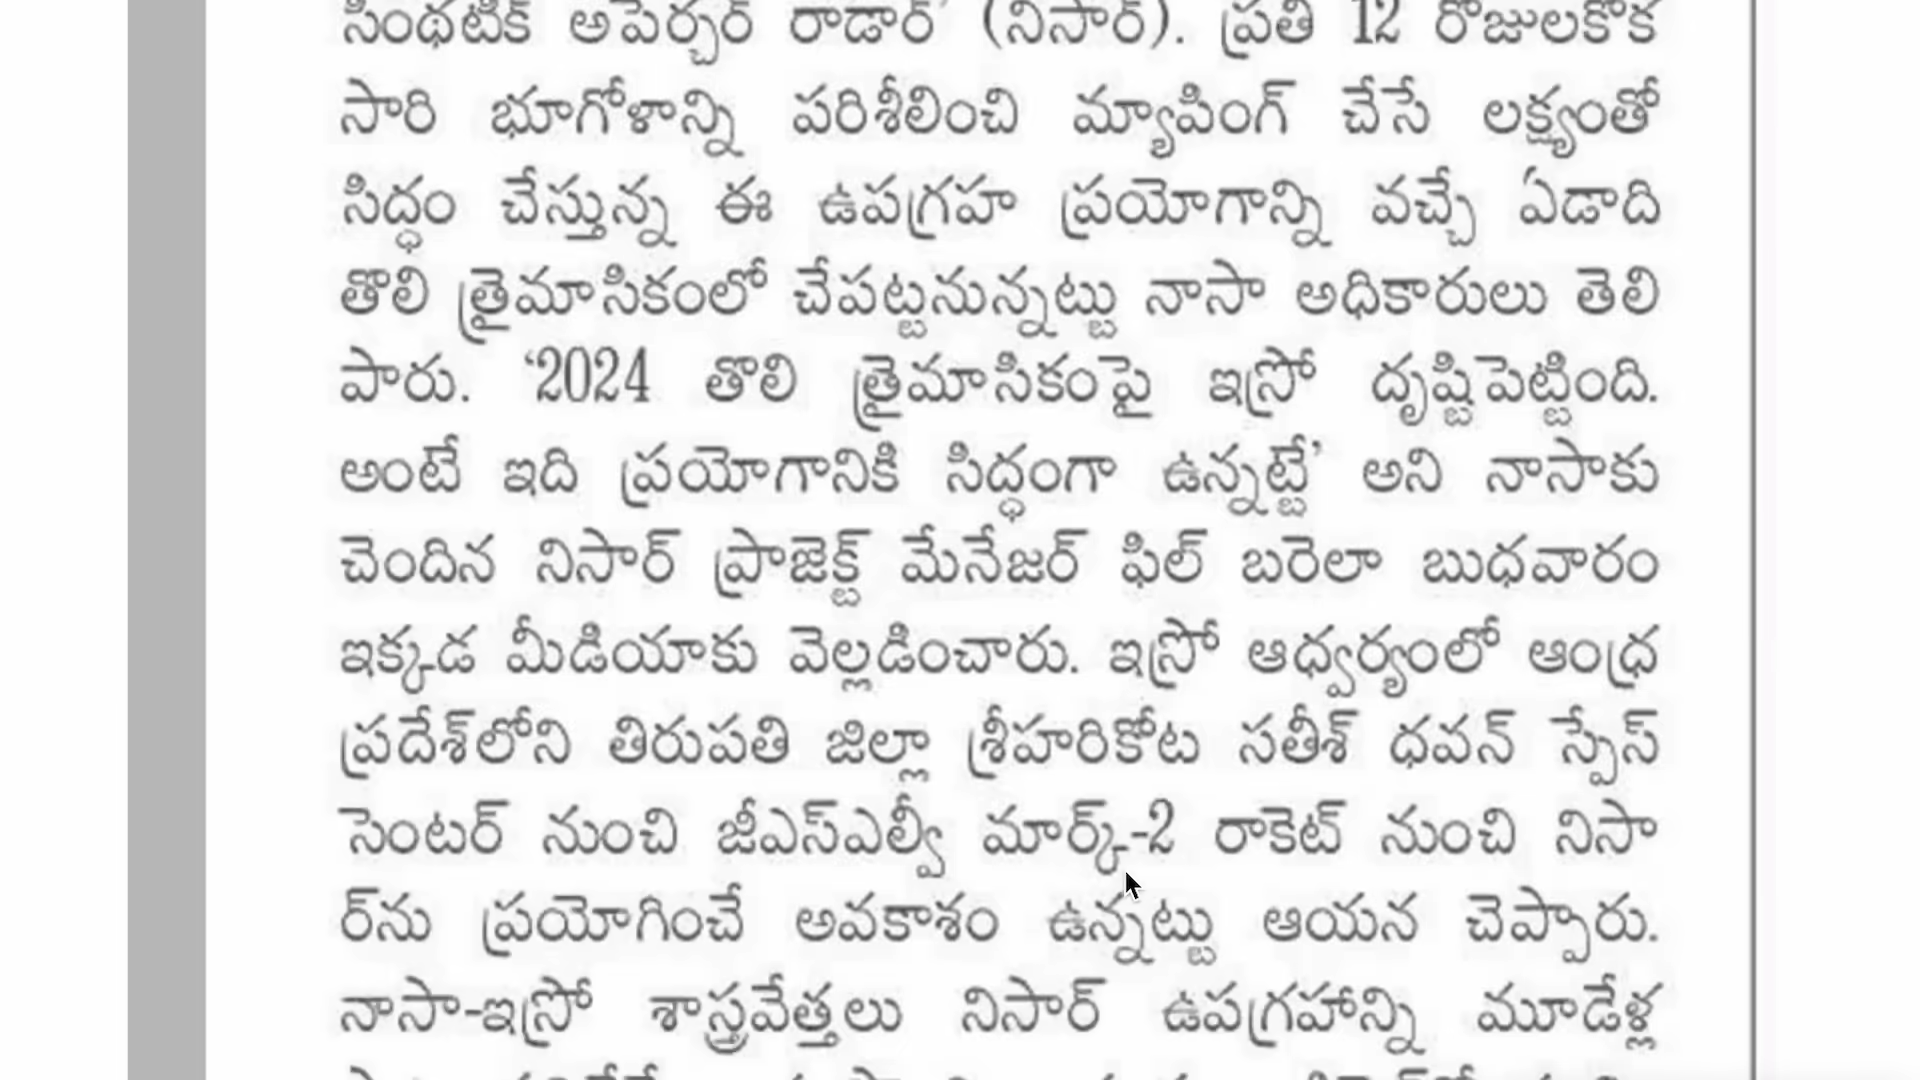 సింథటిక్ అపెర్చర్ రాడార్' (నిసార్). ప్రతి 12 రోజులకొక
సారి భూగోళాన్ని పరిశీలించి మ్యాపింగ్ చేసే లక్ష్యంతో
సిద్ధం చేస్తున్న ఈ ఉపగ్రహ ప్రయోగాన్ని వచ్చే ఏడాది
తొలి త్రైమాసికంలో చేపట్టనున్నట్టు నాసా అధికారులు తెలి
పారు. ‘2024 తొలి త్రైమాసికంపై ఇస్రో దృష్టిపెట్టింది.
అంటే ఇది ప్రయోగానికి సిద్ధంగా ఉన్నట్టే’ అని నాసాకు
చెందిన నిసార్ ప్రాజెక్ట్ మేనేజర్ ఫిల్ బరెలా బుధవారం
ఇక్కడ మీడియాకు వెల్లడించారు. ఇస్రో ఆధ్వర్యంలో ఆంధ్ర
ప్రదేశ్‌లోని తిరుపతి జిల్లా శ్రీహరికోట సతీశ్ ధవన్ స్పేస్
సెంటర్ నుంచి జీఎస్ఎల్వీ మార్క్-2 రాకెట్ నుంచి నిసా
ర్‌ను ప్రయోగించే అవకాశం ఉన్నట్టు ఆయన చెప్పారు.
నాసా-ఇస్రో శాస్త్రవేత్తలు నిసార్ ఉపగ్రహాన్ని మూడేళ్ల